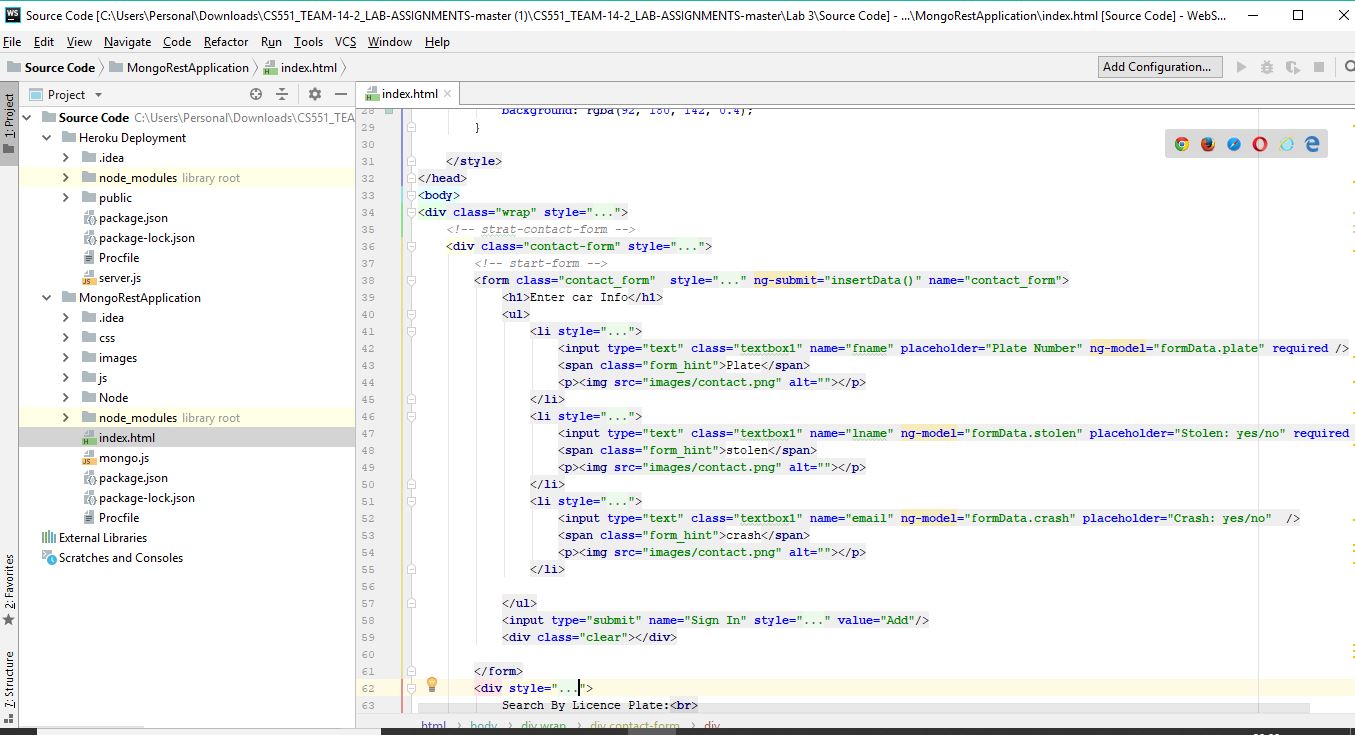 Source Code [C:\Users\Personal\Downloads\CS551_TEAM-14-2_LAB-ASSIGNMENTS-master (1)\CS551_TEAM-14-2_LAB-ASSIGNMENTS-master\Lab 3\Source Code] - ...\MongoRestApplication\index.html [Source Code] - WebS...
File Edit View Navigate Code Refactor Run Tools VCS Window Help
Source Code MongoRestApplication index.html Add Configuration...
1: Project
2: Favorites
7: Structure
Project
Source Code C:\Users\Personal\Downloads\CS551_TEA
Heroku Deployment
.idea
node_modules library root
public
package.json
package-lock.json
Procfile
server.js
MongoRestApplication
.idea
css
images
js
Node
node_modules library root
index.html
mongo.js
package.json
package-lock.json
Procfile
External Libraries
Scratches and Consoles
index.html
28 background: rgba(92, 180, 142, 0.4);
29 }
30
31 </style>
32 </head>
33 <body>
34 <div class="wrap" style="...">
35 <!-- strat-contact-form -->
36 <div class="contact-form" style="...">
37 <!-- start-form -->
38 <form class="contact_form"  style="..." ng-submit="insertData()" name="contact_form">
39 <h1>Enter car Info</h1>
40 <ul>
41 <li style="...">
42 <input type="text" class="textbox1" name="fname" placeholder="Plate Number" ng-model="formData.plate" required />
43 <span class="form_hint">Plate</span>
44 <p><img src="images/contact.png" alt=""></p>
45 </li>
46 <li style="...">
47 <input type="text" class="textbox1" name="lname" ng-model="formData.stolen" placeholder="Stolen: yes/no" required
48 <span class="form_hint">stolen</span>
49 <p><img src="images/contact.png" alt=""></p>
50 </li>
51 <li style="...">
52 <input type="text" class="textbox1" name="email" ng-model="formData.crash" placeholder="Crash: yes/no"  />
53 <span class="form_hint">crash</span>
54 <p><img src="images/contact.png" alt=""></p>
55 </li>
56
57 </ul>
58 <input type="submit" name="Sign In" style="..." value="Add"/>
59 <div class="clear"></div>
60
61 </form>
62 <div style="...">
63 Search By Licence Plate:<br>
html body div.wrap div.contact-form div